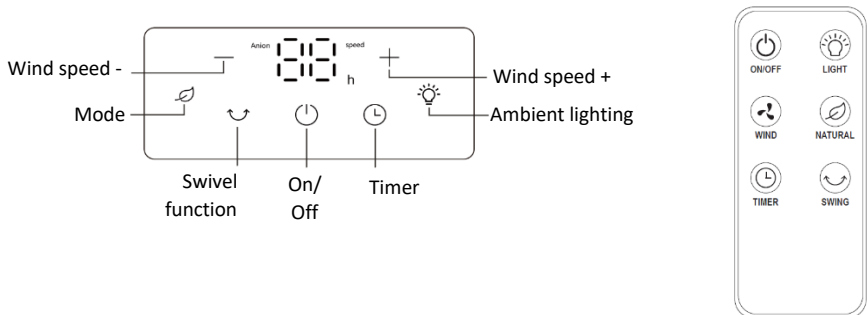 Anion 88 speed
h
Wind speed -
Wind speed +
Mode
Ambient lighting
Swivel
function
On/
Off
Timer
ON/OFF LIGHT
WIND NATURAL
TIMER SWING